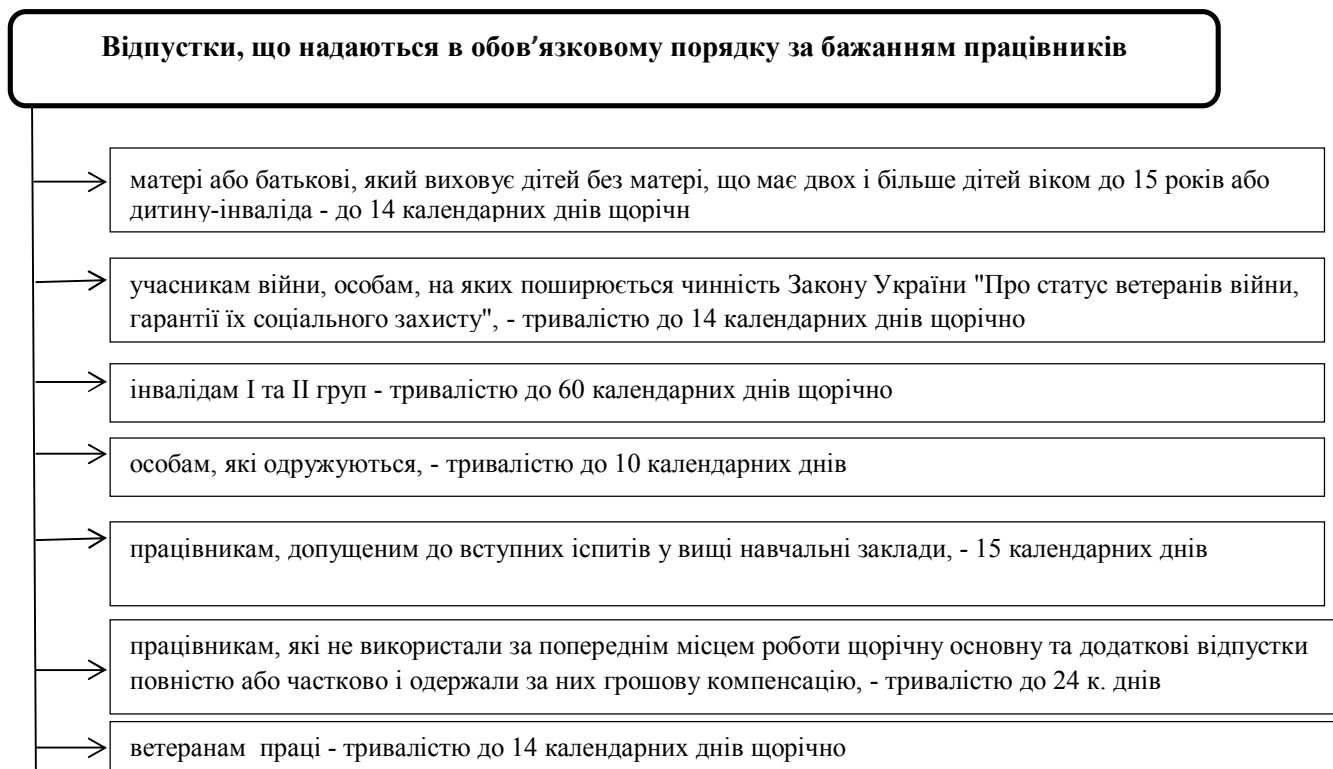 Відпустки, що надаються в обов’язковому порядку за бажанням працівників
матері або батькові, який виховує дітей без матері, що має двох і більше дітей віком до 15 років або
дитину-інваліда - до 14 календарних днів щорічн
учасникам війни, особам, на яких поширюється чинність Закону України "Про статус ветеранів війни,
гарантії їх соціального захисту", - тривалістю до 14 календарних днів щорічно
інвалідам І та ІІ груп - тривалістю до 60 календарних днів щорічно
особам, які одружуються, - тривалістю до 10 календарних днів
працівникам, допущеним до вступних іспитів у вищі навчальні заклади, - 15 календарних днів
працівникам, які не використали за попереднім місцем роботи щорічну основну та додаткові відпустки
повністю або частково і одержали за них грошову компенсацію, - тривалістю до 24 к. днів
ветеранам праці - тривалістю до 14 календарних днів щорічно